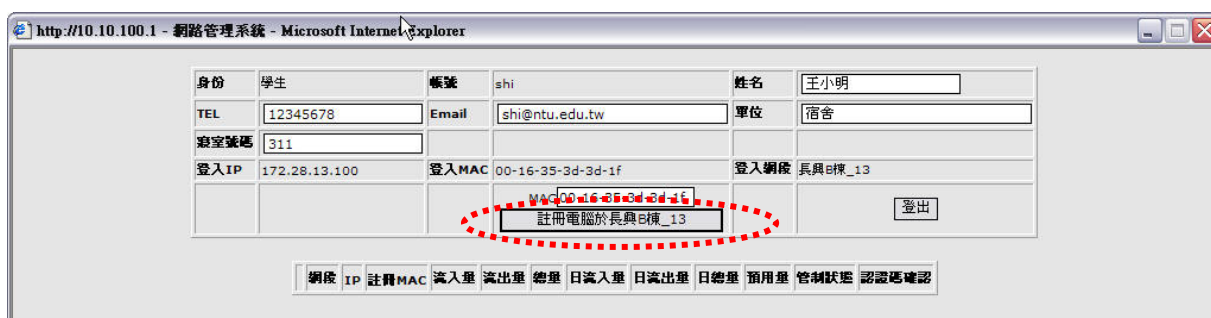 http://10.10.100.1 - 網路管理系統 - Microsoft Internet Explorer
身份 學生 帳號 shi 姓名 王小明
TEL 12345678 Email shi@ntu.edu.tw 單位 宿舍
寢室號碼 311
登入IP 172.28.13.100 登入MAC 00-16-35-3d-3d-1f 登入網段 長興B棟_13
MAC 00-16-35-3d-3d-1f
註冊電腦於長興B棟_13 登出
網段 IP 註冊MAC 流入量 流出量 總量 日流入量 日流出量 日總量 預用量 管制狀態 認證碼確認